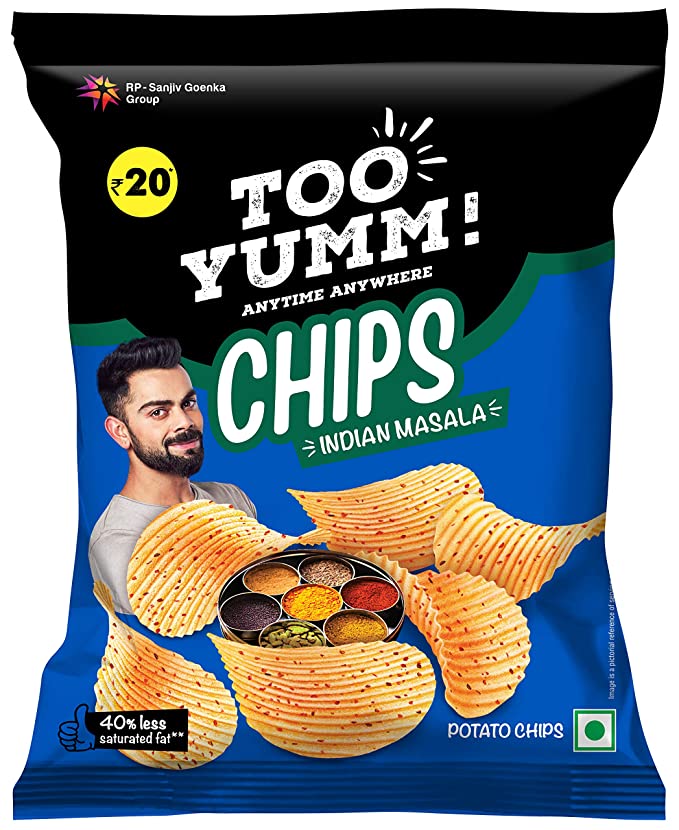 RP-Sanjiv Goenka
Group
₹20*
TOO
YUMM!
ANYTIME ANYWHERE
CHIPS
INDIAN MASALA
40% less
saturated fat**
POTATO CHIPS